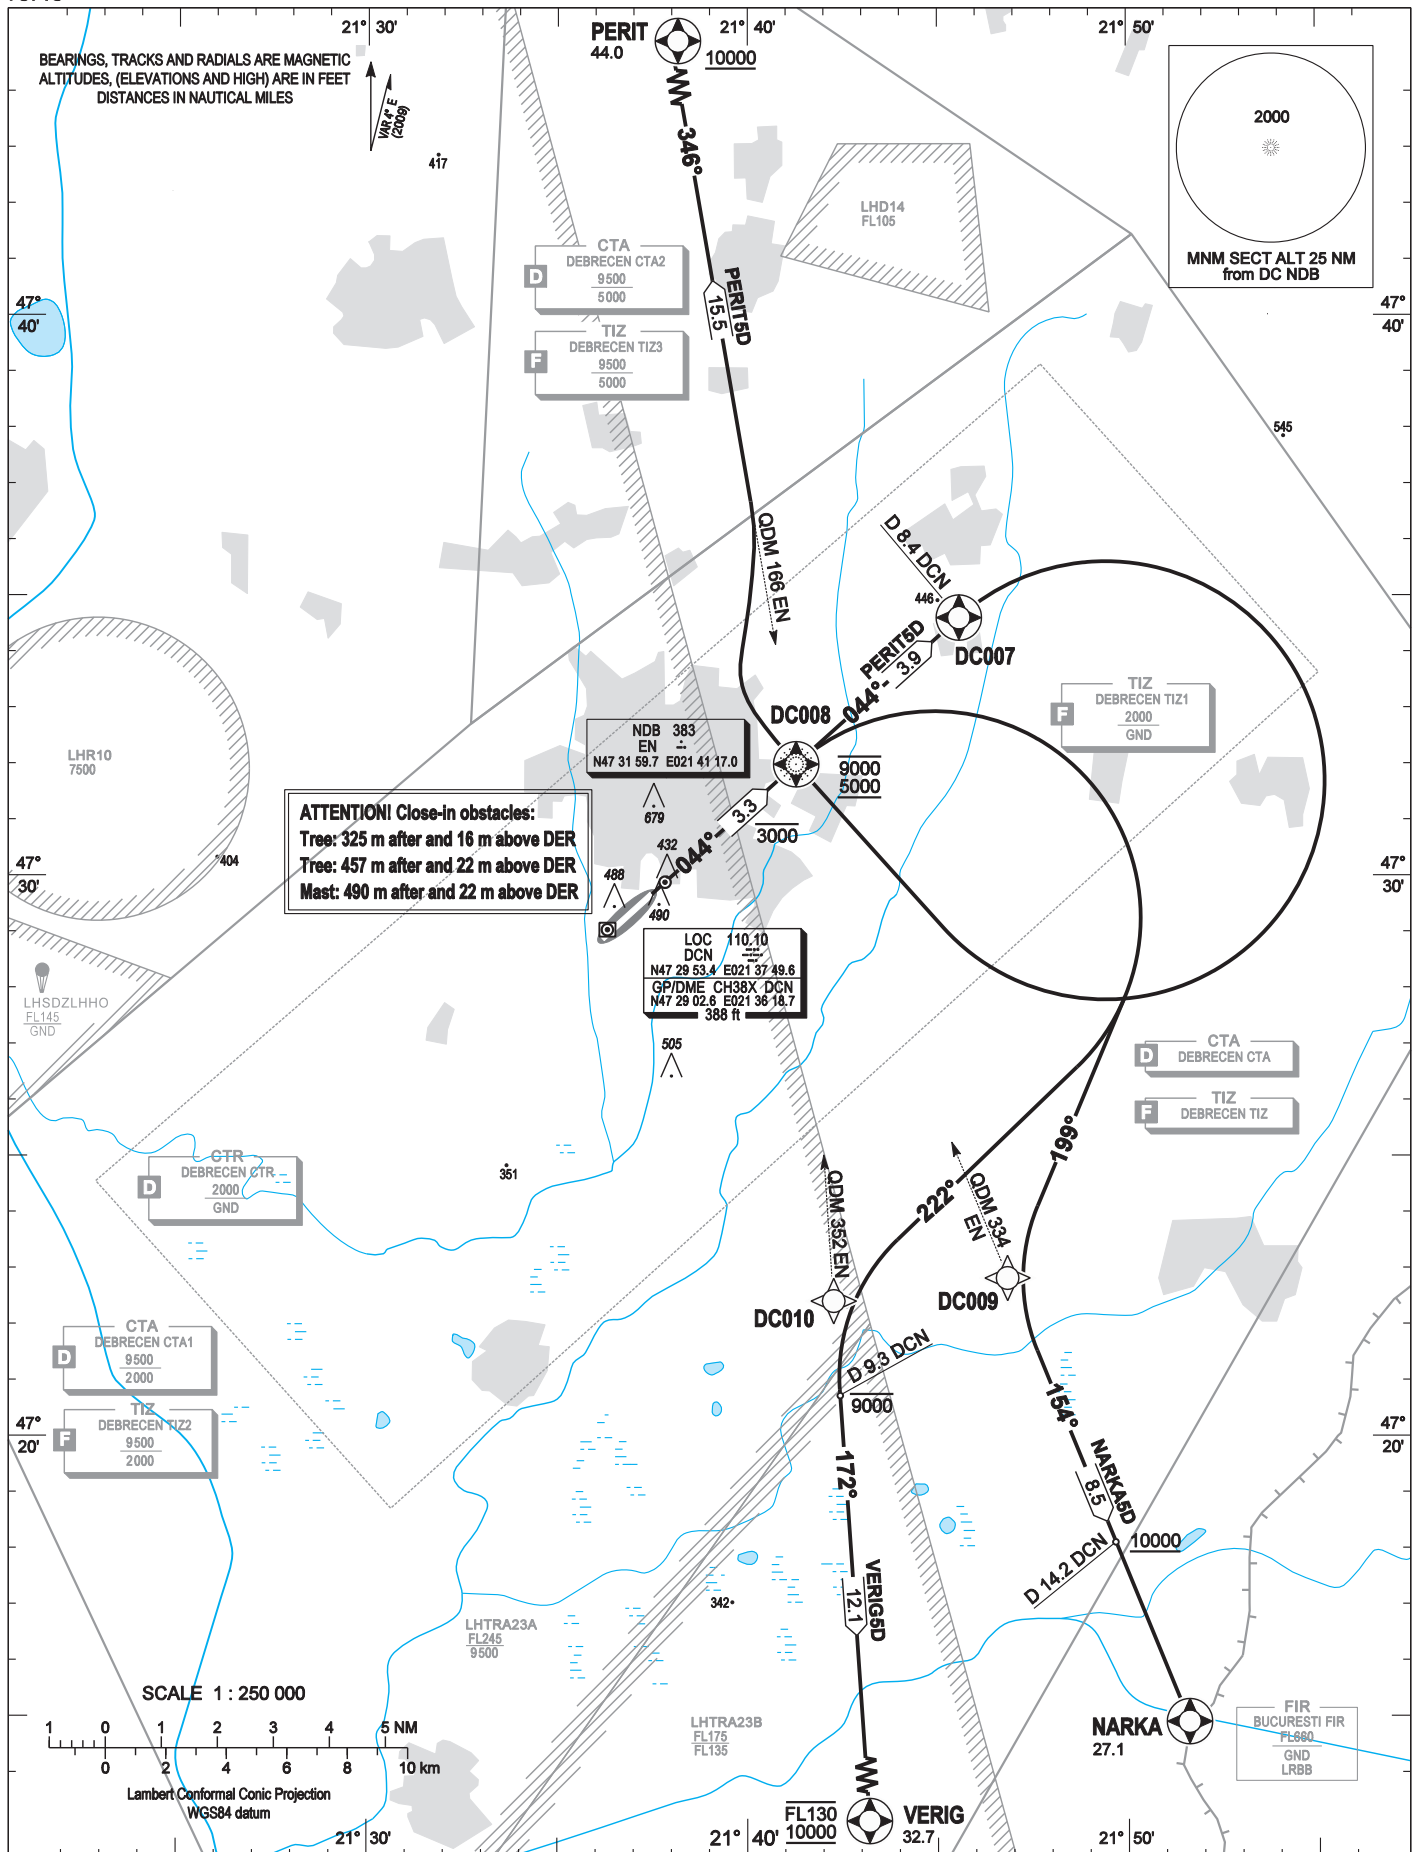 21° 30'
PERIT
44.0
10000
21° 40'
21° 50'
BEARINGS, TRACKS AND RADIALS ARE MAGNETIC
ALTITUDES, (ELEVATIONS AND HIGH) ARE IN FEET
DISTANCES IN NAUTICAL MILES
VAR 4° E
(2009)
417
346°
2000
MNM SECT ALT 25 NM
from DC NDB
LHD14
FL105
CTA
D
DEBRECEN CTA2
9500
5000
TIZ
F
DEBRECEN TIZ3
9500
5000
PERIT5D
15.5
47°
40'
47°
40'
545
QDM 166 EN
D 8.4 DCN
446
DC007
PERIT5D
3.9
044°
TIZ
F
DEBRECEN TIZ1
2000
GND
DC008
NDB 383
EN
N47 31 59.7 E021 41 17.0
9000
5000
LHR10
7500
679
3.3
3000
044°
ATTENTION! Close-in obstacles:
Tree: 325 m after and 16 m above DER
Tree: 457 m after and 22 m above DER
Mast: 490 m after and 22 m above DER
432
404
488
490
47°
30'
47°
30'
LOC 110.10
DCN
N47 29 53.4 E021 37 49.6
GP/DME CH38X DCN
N47 29 02.6 E021 36 18.7
388 ft
LHSDZLHHO
FL145
GND
505
CTA
D
DEBRECEN CTA
TIZ
F
DEBRECEN TIZ
199°
CTR
D
DEBRECEN CTR
2000
GND
351
QDM 352 EN
222°
QDM 334
EN
DC010
DC009
CTA
D
DEBRECEN CTA1
9500
2000
D 9.3 DCN
9000
TIZ
F
DEBRECEN TIZ2
9500
2000
154°
47°
20'
47°
20'
172°
NARKA5D
8.5
10000
D 14.2 DCN
VERIG5D
12.1
342
LHTRA23A
FL245
9500
LHTRA23B
FL175
FL135
SCALE 1 : 250 000
1 0 1 2 3 4 5 NM
0 2 4 6 8 10 km
Lambert Conformal Conic Projection
WGS84 datum
NARKA
27.1
FIR
BUCURESTI FIR
FL660
GND
LRBB
FL130
10000
VERIG
32.7
21° 30'
21° 40'
21° 50'